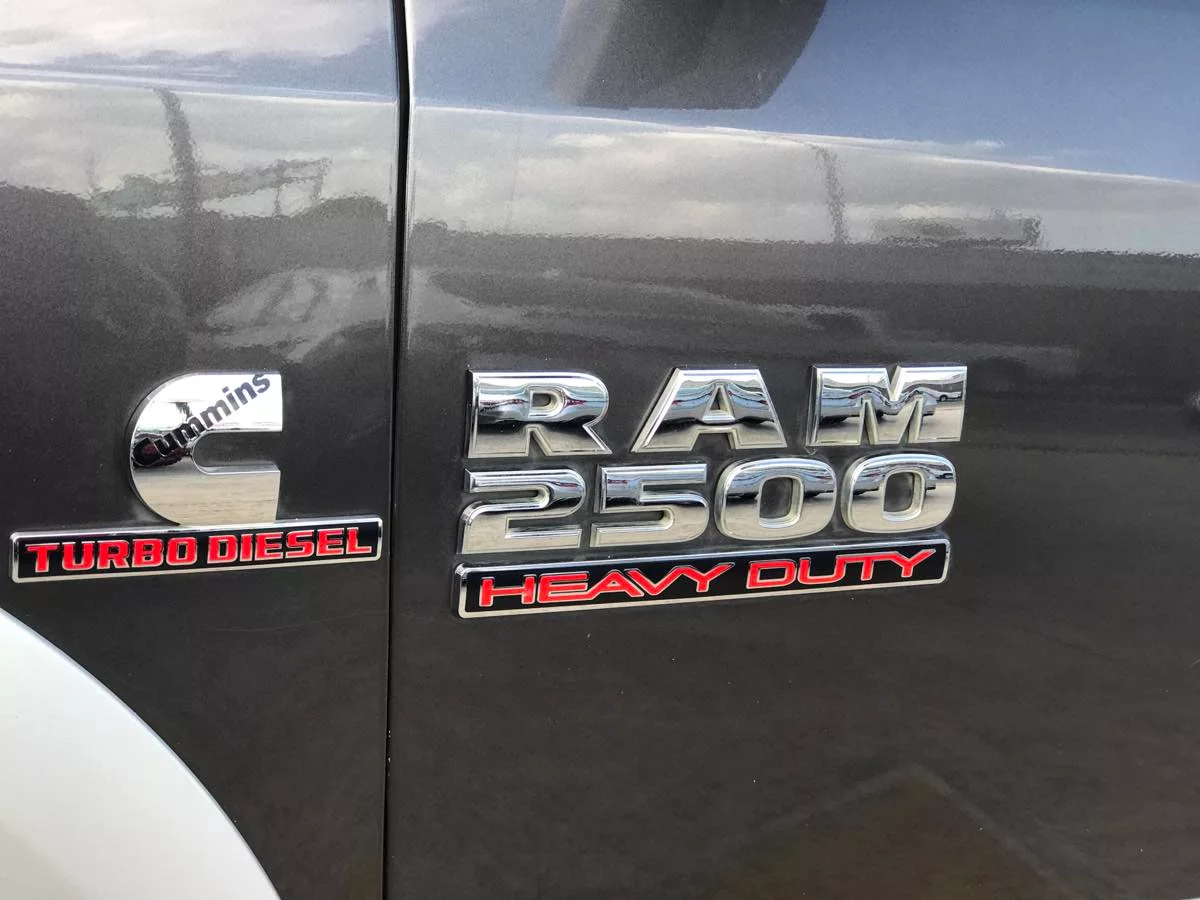 Cummins
TURBO DIESEL
RAM
2500
HEAVY DUTY